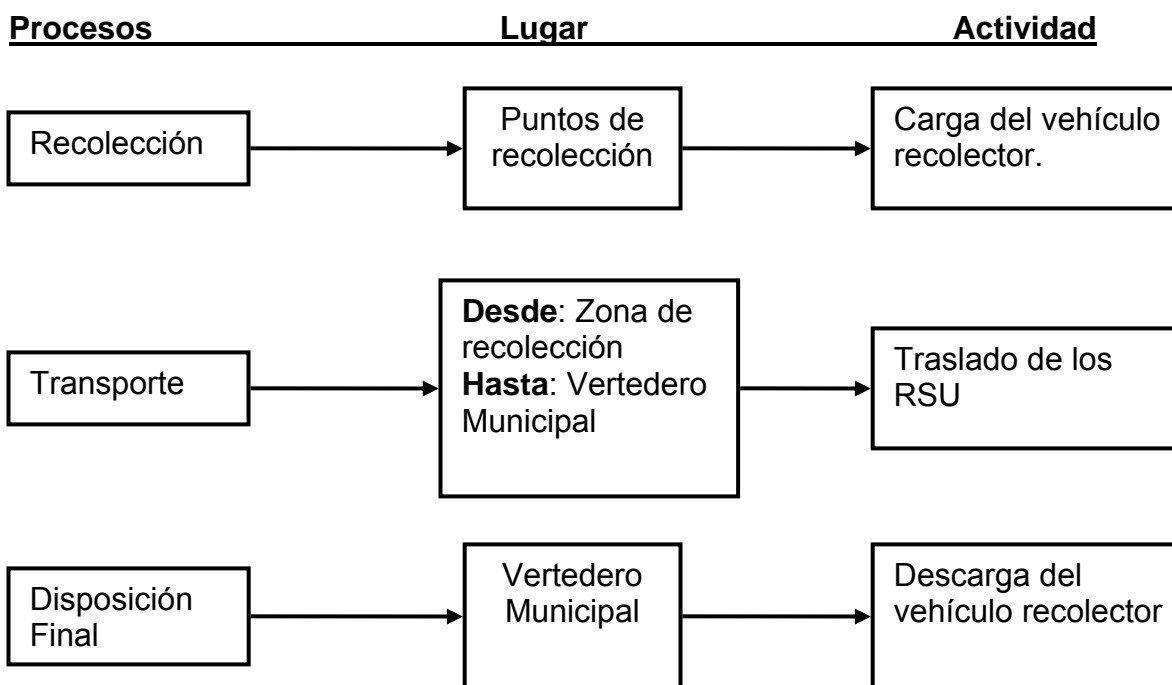 Procesos Lugar Actividad
Recolección
Puntos de
recolección
Carga del vehículo
recolector.
Transporte
Desde: Zona de
recolección
Hasta: Vertedero
Municipal
Traslado de los
RSU
Disposición
Final
Vertedero
Municipal
Descarga del
vehículo recolector